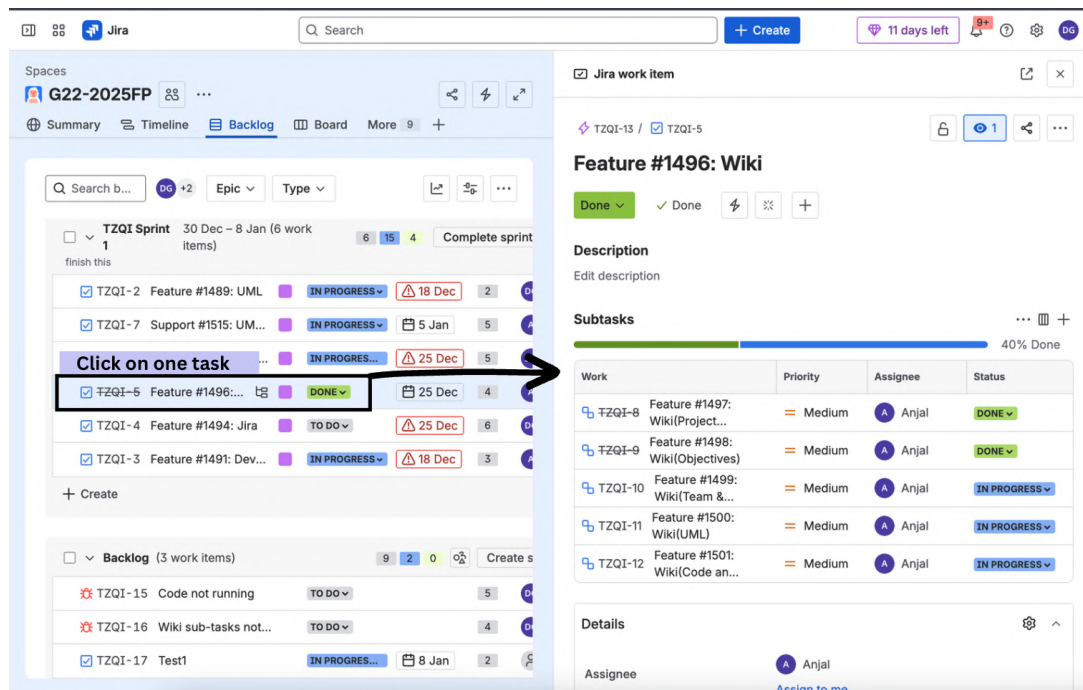 Jira
Search
+ Create
11 days left
9+
DG
Spaces
G22-2025FP
Summary
Timeline
Backlog
Board
More 9
Search b...
DG +2
Epic
Type
TZQI Sprint 1
30 Dec – 8 Jan (6 work items)
6 15 4
Complete sprint
finish this
TZQI-2 Feature #1489: UML IN PROGRESS 18 Dec 2
TZQI-7 Support #1515: UM... IN PROGRESS 5 Jan 5
Click on one task
... IN PROGRES... 25 Dec 5
TZQI-5 Feature #1496:... DONE 25 Dec 4
TZQI-4 Feature #1494: Jira TO DO 25 Dec 6
TZQI-3 Feature #1491: Dev... IN PROGRESS 18 Dec 3
+ Create
Backlog (3 work items) 9 2 0 Create s
TZQI-15 Code not running TO DO 5
TZQI-16 Wiki sub-tasks not... TO DO 4
TZQI-17 Test1 IN PROGRES... 8 Jan 2
Jira work item
TZQI-13 / TZQI-5
1
Feature #1496: Wiki
Done
Done
Description
Edit description
Subtasks
40% Done
Work Priority Assignee Status
TZQI-8 Feature #1497: Wiki(Project... Medium A Anjal DONE
TZQI-9 Feature #1498: Wiki(Objectives) Medium A Anjal DONE
TZQI-10 Feature #1499: Wiki(Team &... Medium A Anjal IN PROGRESS
TZQI-11 Feature #1500: Wiki(UML) Medium A Anjal IN PROGRESS
TZQI-12 Feature #1501: Wiki(Code an... Medium A Anjal IN PROGRESS
Details
Assignee
A Anjal
Assign to me